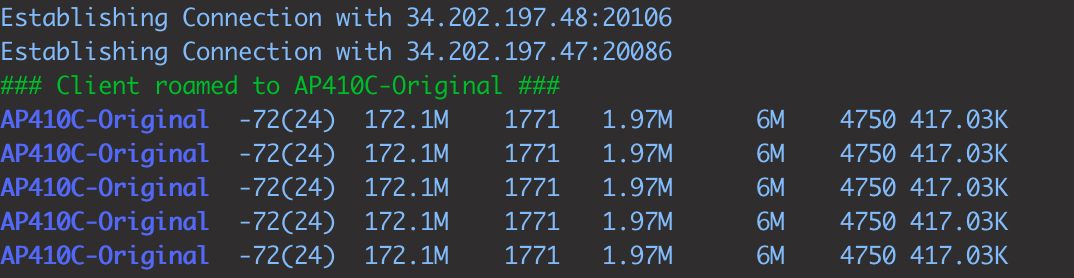 Establishing Connection with 34.202.197.48:20106
Establishing Connection with 34.202.197.47:20086
### Client roamed to AP410C-Original ###
AP410C-Original  -72(24)  172.1M    1771   1.97M      6M    4750 417.03K
AP410C-Original  -72(24)  172.1M    1771   1.97M      6M    4750 417.03K
AP410C-Original  -72(24)  172.1M    1771   1.97M      6M    4750 417.03K
AP410C-Original  -72(24)  172.1M    1771   1.97M      6M    4750 417.03K
AP410C-Original  -72(24)  172.1M    1771   1.97M      6M    4750 417.03K